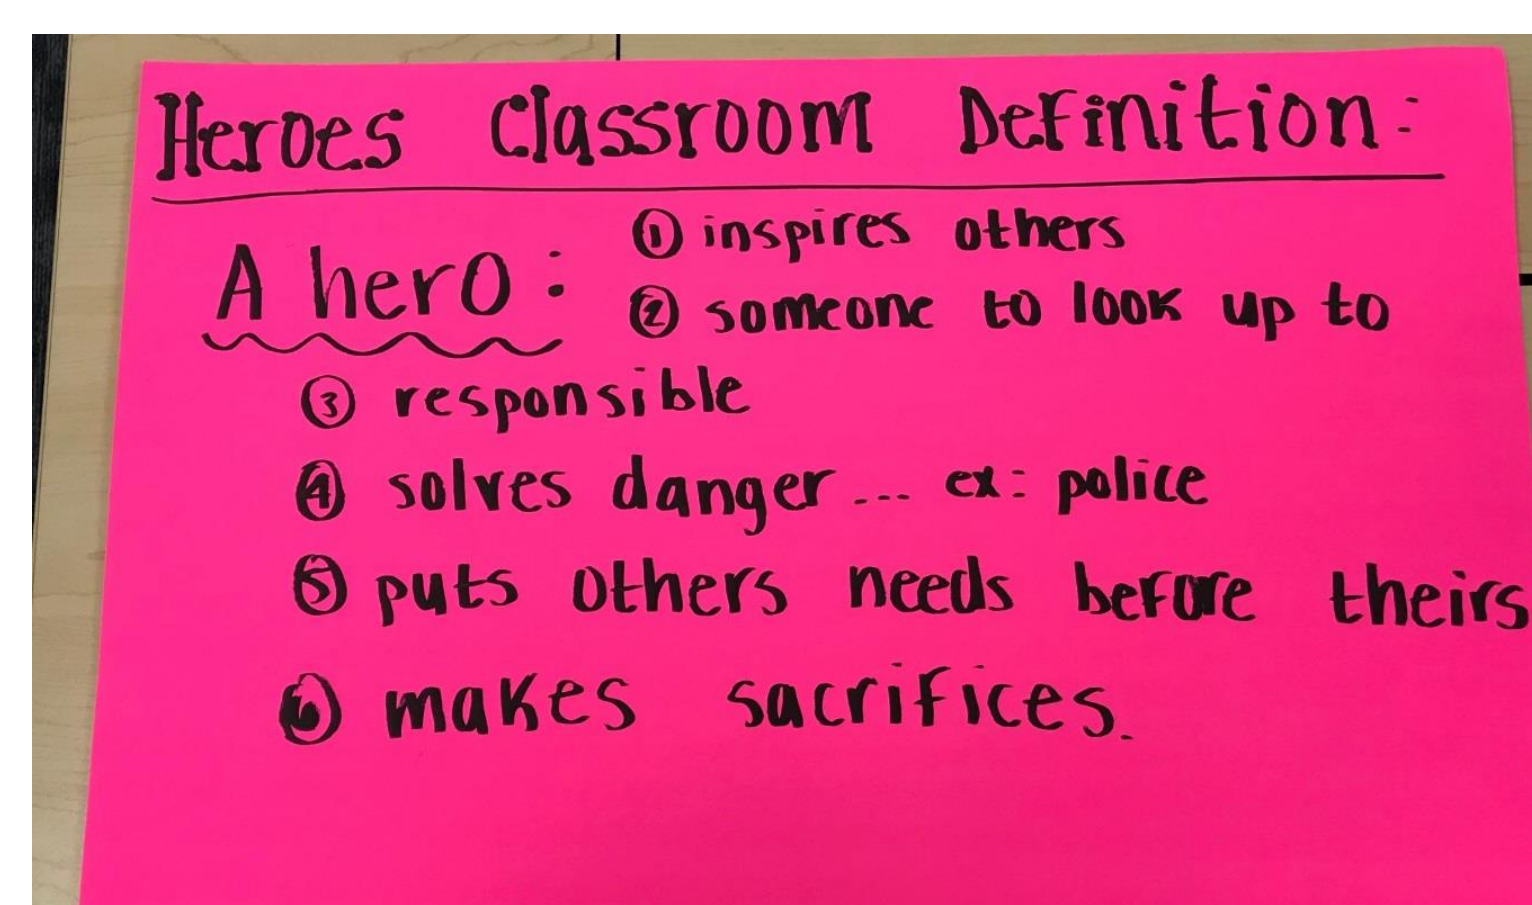 Heroes Classroom Definition:
A hero: ① inspires others
② someone to look up to
③ responsible
④ solves danger... ex: police
⑤ puts others needs before theirs
⑥ makes sacrifices.